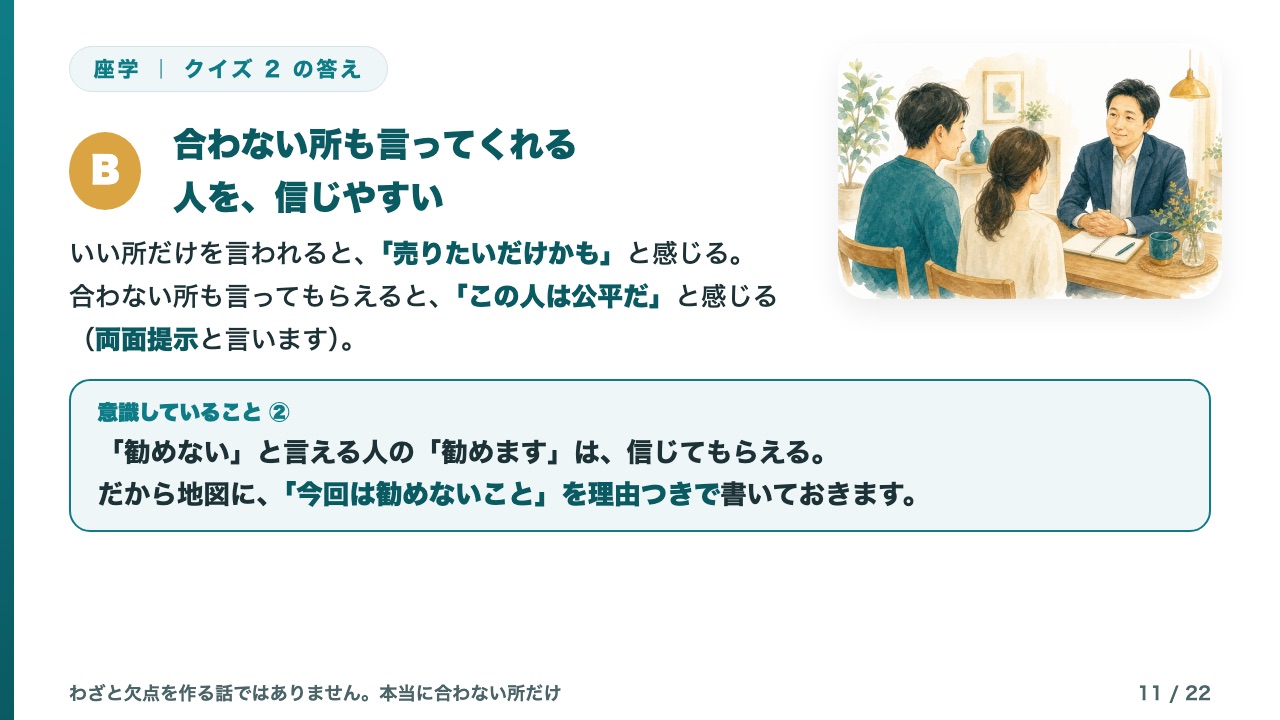 座学 ｜ クイズ 2 の答え
B
合わない所も言ってくれる
人を、信じやすい
いい所だけを言われると、「売りたいだけかも」と感じる。
合わない所も言ってもらえると、「この人は公平だ」と感じる
（両面提示と言います）。
意識していること ②
「勧めない」と言える人の「勧めます」は、信じてもらえる。
だから地図に、「今回は勧めないこと」を理由つきで書いておきます。
わざと欠点を作る話ではありません。本当に合わない所だけ
11 / 22